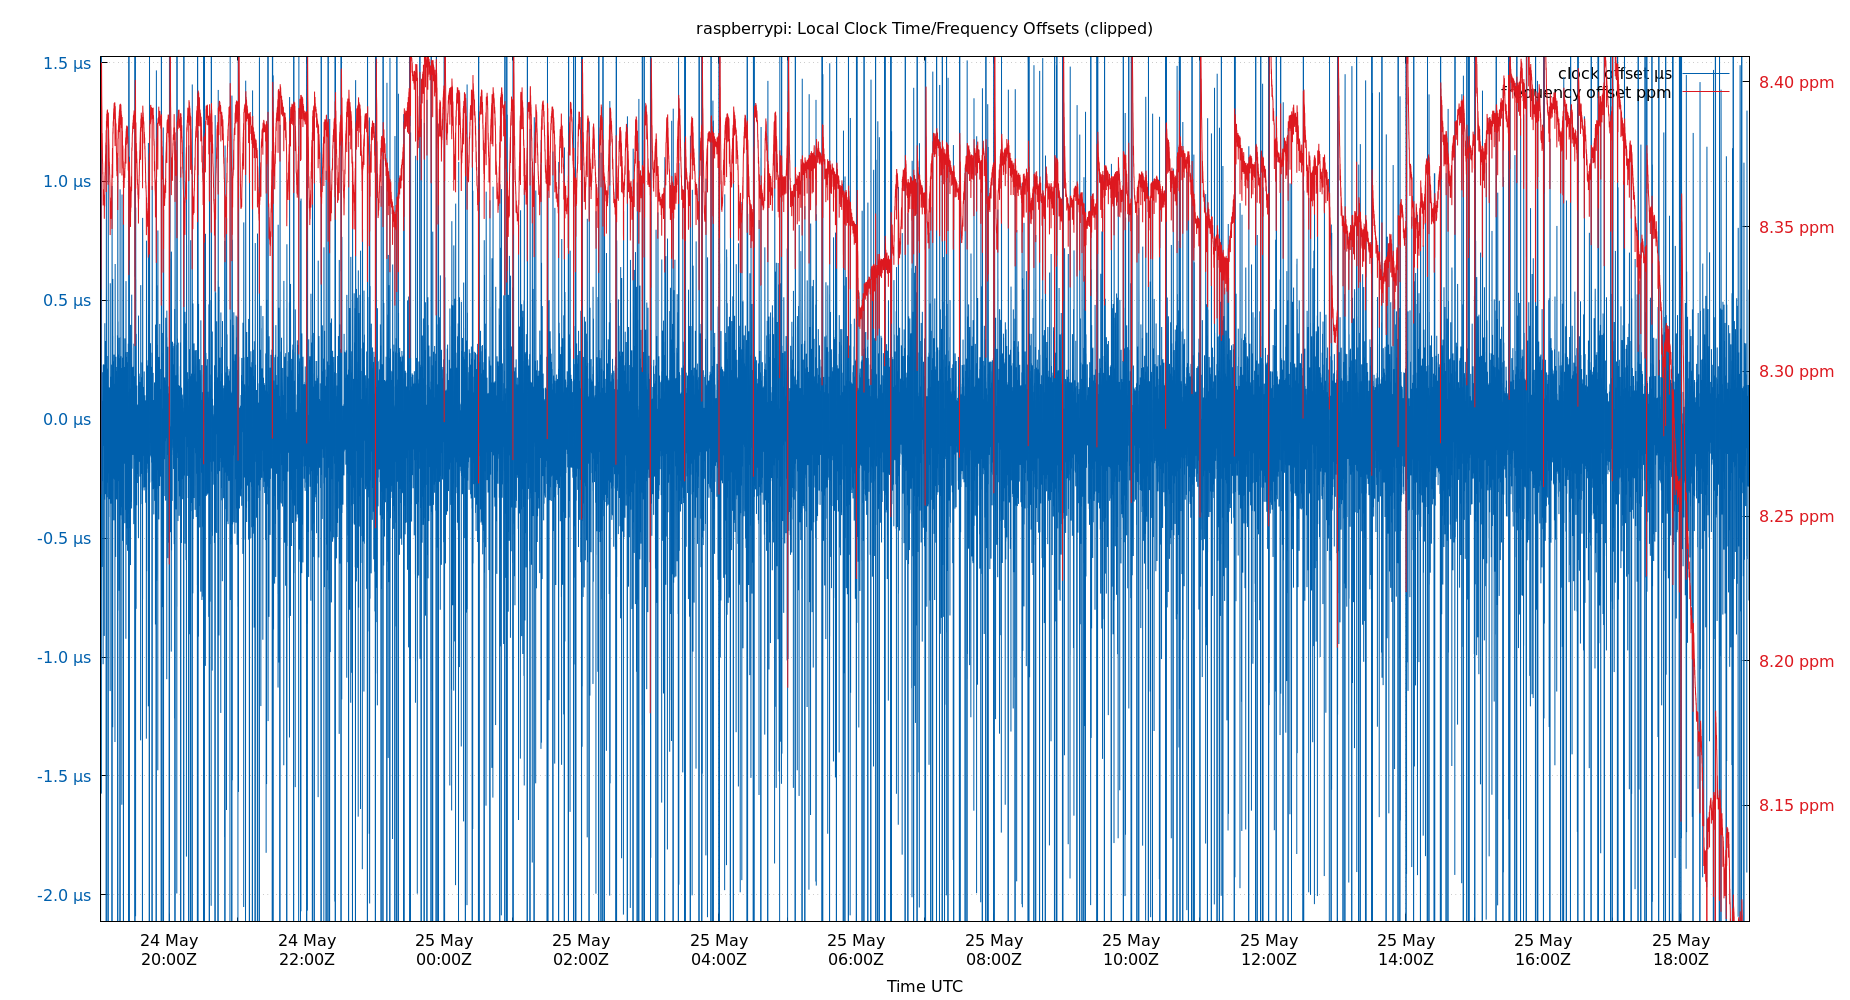 raspberrypi: Local Clock Time/Frequency Offsets (clipped)
clock offset µs
frequency offset ppm
1.5 µs
1.0 µs
0.5 µs
0.0 µs
-0.5 µs
-1.0 µs
-1.5 µs
-2.0 µs
8.40 ppm
8.35 ppm
8.30 ppm
8.25 ppm
8.20 ppm
8.15 ppm
24 May 24 May 25 May 25 May 25 May 25 May 25 May 25 May 25 May 25 May 25 May 25 May
20:00Z 22:00Z 00:00Z 02:00Z 04:00Z 06:00Z 08:00Z 10:00Z 12:00Z 14:00Z 16:00Z 18:00Z
Time UTC